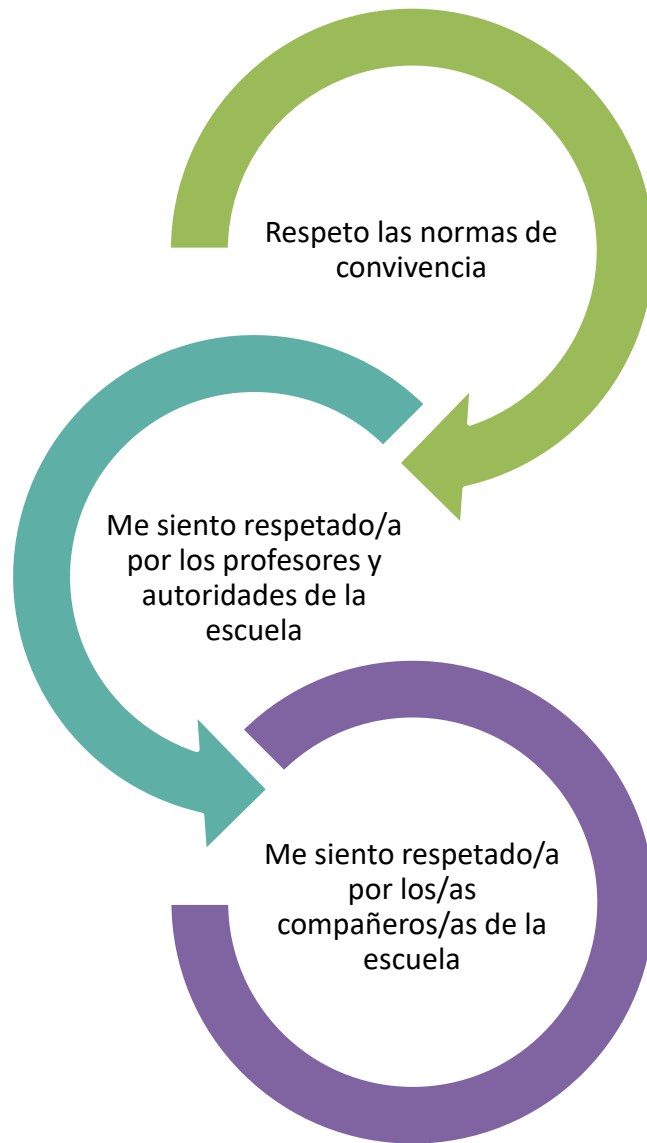 Respeto las normas de
convivencia
Me siento respetado/a
por los profesores y
autoridades de la
escuela
Me siento respetado/a
por los/as
compañeros/as de la
escuela